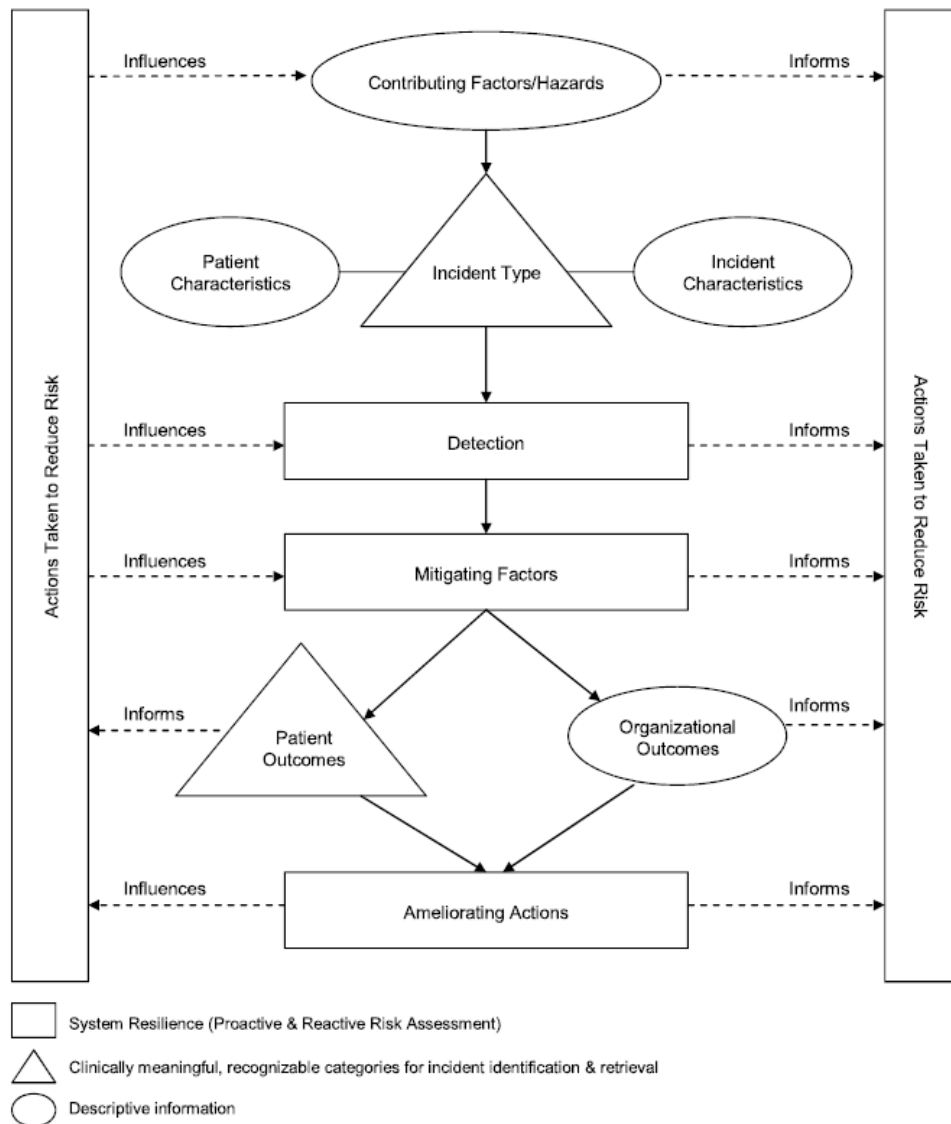 Influences
Informs
Contributing Factors/Hazards
Patient
Characteristics
Incident Type
Incident
Characteristics
Actions Taken to Reduce Risk
Actions Taken to Reduce Risk
Influences
Informs
Detection
Influences
Informs
Mitigating Factors
Informs
Patient
Outcomes
Organizational
Outcomes
Informs
Influences
Informs
Ameliorating Actions
System Resilience (Proactive & Reactive Risk Assessment)
Clinically meaningful, recognizable categories for incident identification & retrieval
Descriptive information